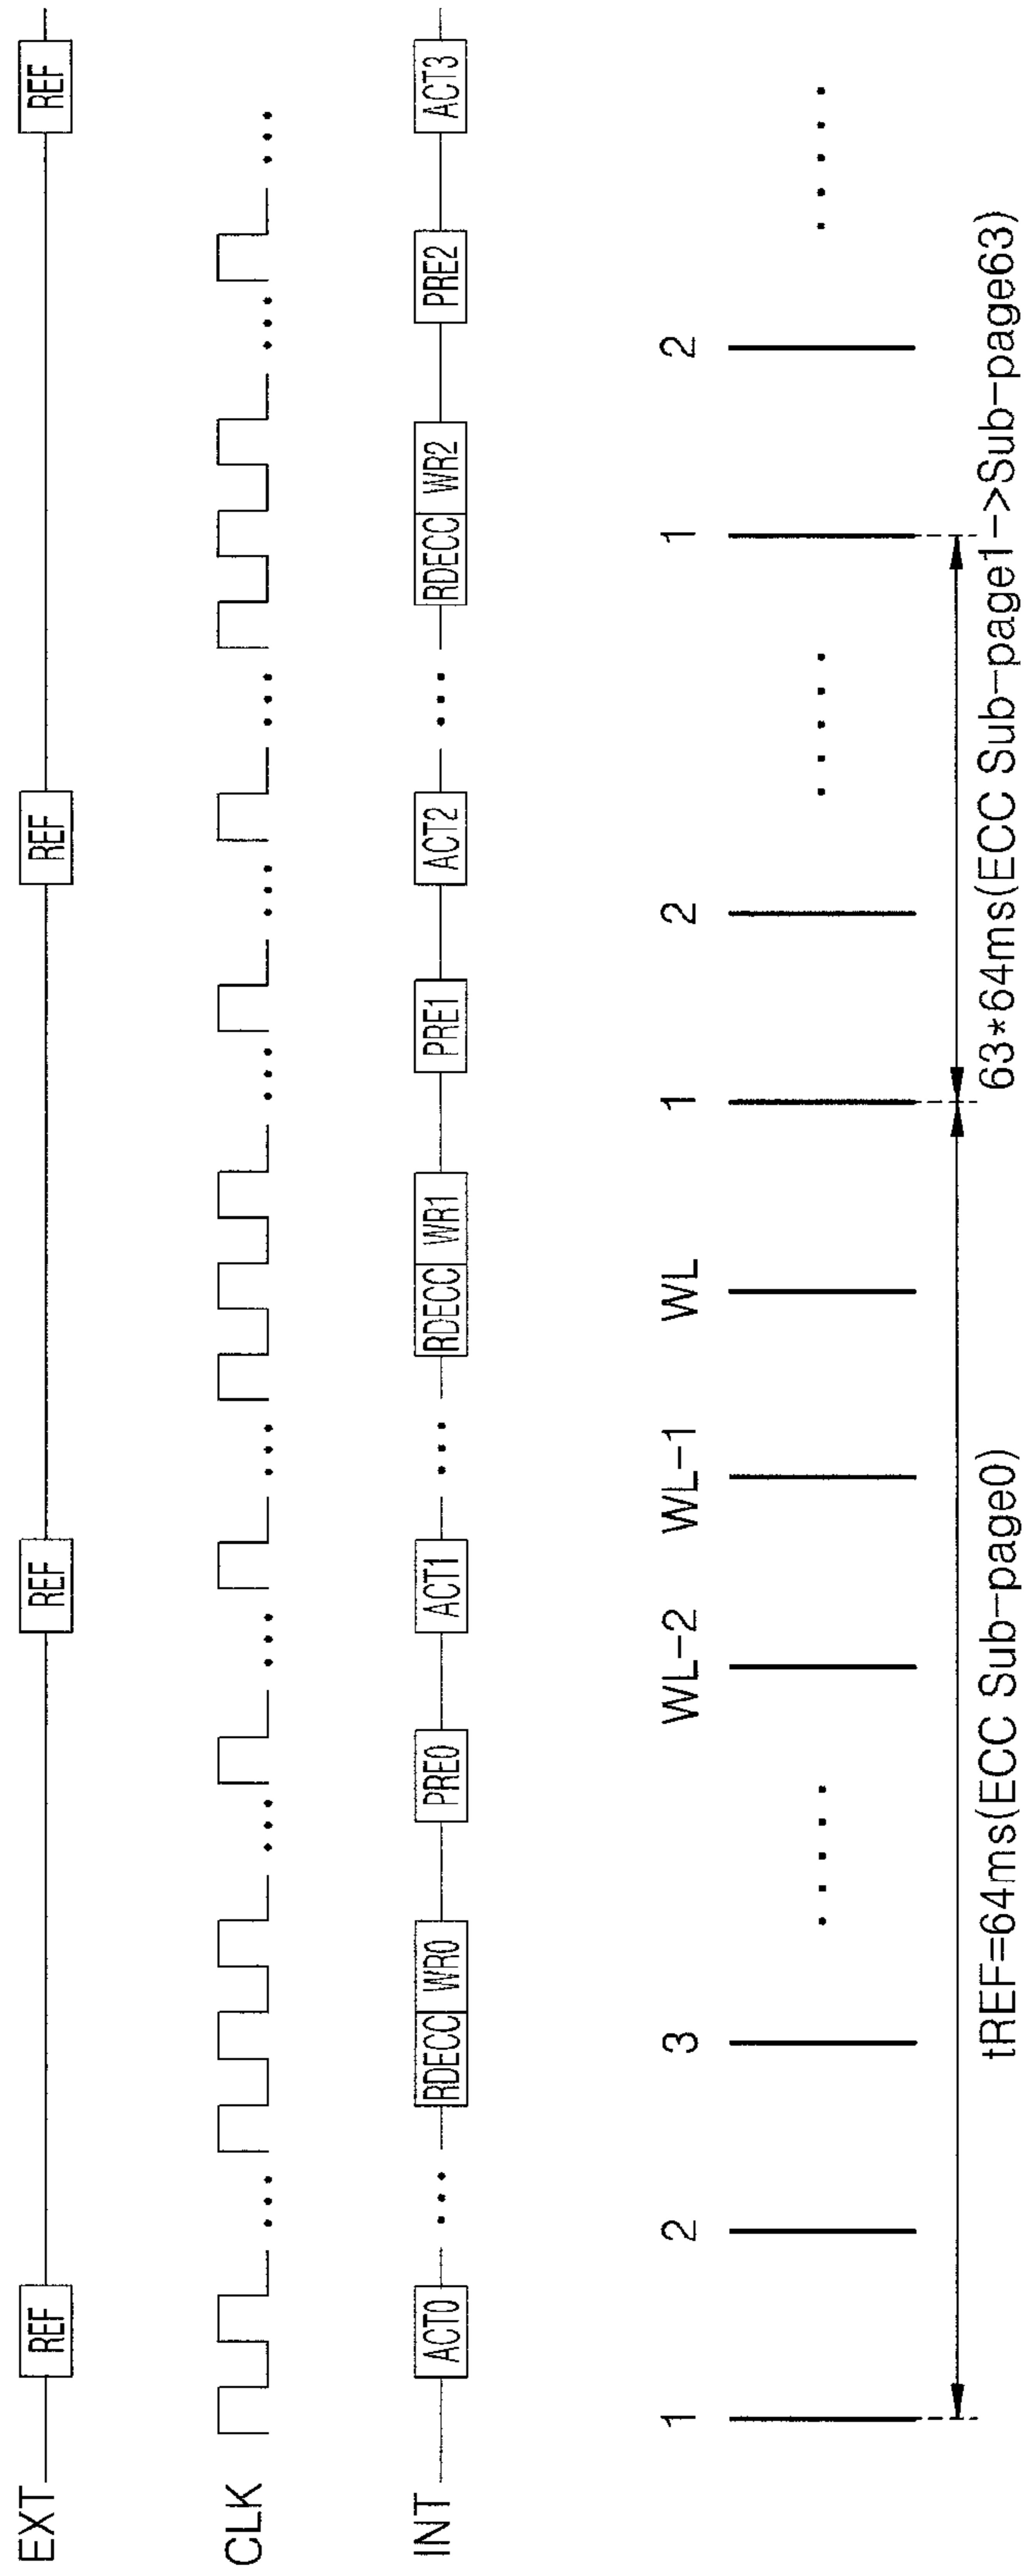 EXT REF REF REF REF
CLK
INT ACT0 RDECC WR0 PRE0 ACT1 RDECC WR1 PRE1 ACT2 RDECC WR2 PRE2 ACT3
1 2 3 WL-2 WL-1 WL 1 2 1 2
tREF=64ms(ECC Sub-page0) 63*64ms(ECC Sub-page1->Sub-page63)